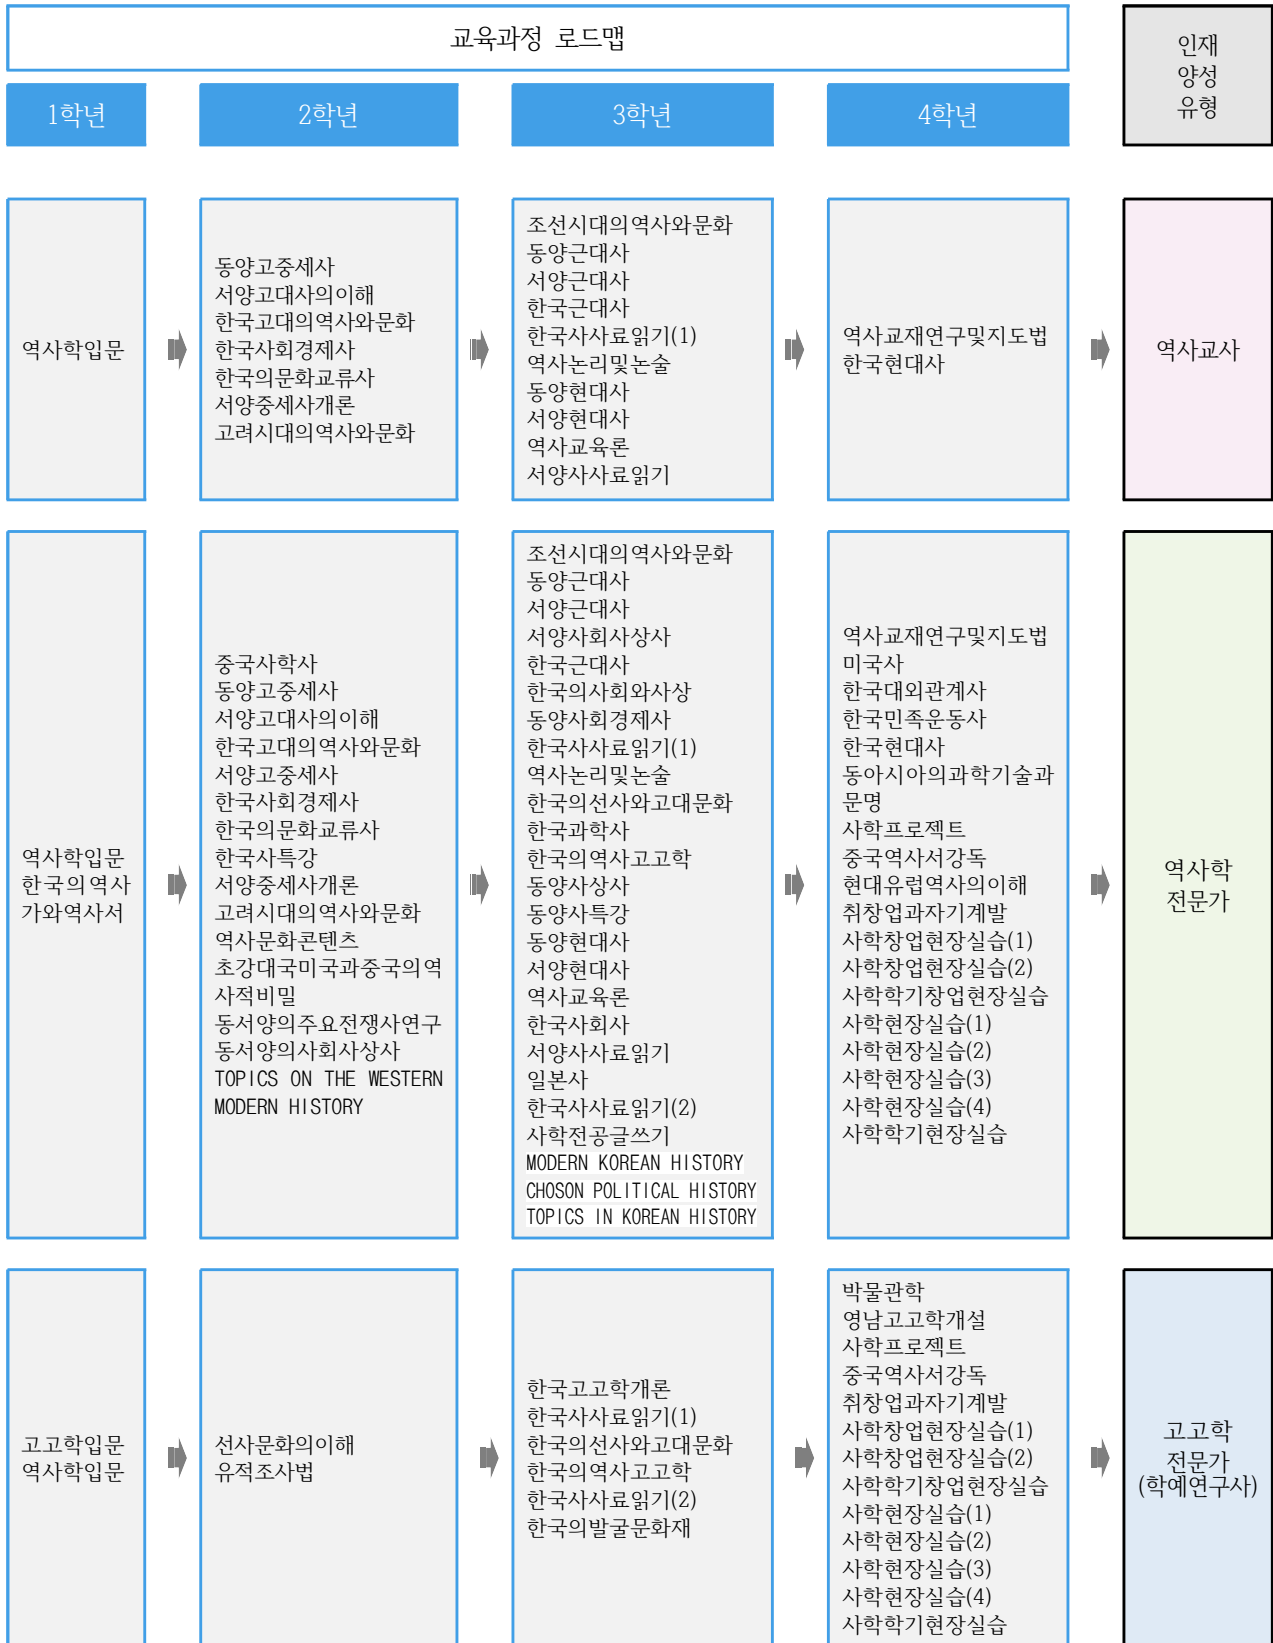 교육과정 로드맵
인재
양성
유형
1학년
2학년
3학년
4학년
역사학입문
동양고중세사
서양고대사의이해
한국고대의역사와문화
한국사회경제사
한국의문화교류사
서양중세사개론
고려시대의역사와문화
조선시대의역사와문화
동양근대사
서양근대사
한국근대사
한국사사료읽기(1)
역사논리및논술
동양현대사
서양현대사
역사교육론
서양사사료읽기
역사교재연구및지도법
한국현대사
역사교사
역사학입문
한국의역사
가와역사서
중국사학사
동양고중세사
서양고대사의이해
한국고대의역사와문화
서양고중세사
한국사회경제사
한국의문화교류사
한국사특강
서양중세사개론
고려시대의역사와문화
역사문화콘텐츠
초강대국미국과중국의역
사적비밀
동서양의주요전쟁사연구
동서양의사회사상사
TOPICS ON THE WESTERN
MODERN HISTORY
조선시대의역사와문화
동양근대사
서양근대사
서양사회사상사
한국근대사
한국의사회와사상
동양사회경제사
한국사사료읽기(1)
역사논리및논술
한국의선사와고대문화
한국과학사
한국의역사고고학
동양사상사
동양사특강
동양현대사
서양현대사
역사교육론
한국사회사
서양사사료읽기
일본사
한국사사료읽기(2)
사학전공글쓰기
MODERN KOREAN HISTORY
CHOSON POLITICAL HISTORY
TOPICS IN KOREAN HISTORY
역사교재연구및지도법
미국사
한국대외관계사
한국민족운동사
한국현대사
동아시아의과학기술과
문명
사학프로젝트
중국역사서강독
현대유럽역사의이해
취창업과자기계발
사학창업현장실습(1)
사학창업현장실습(2)
사학학기창업현장실습
사학현장실습(1)
사학현장실습(2)
사학현장실습(3)
사학현장실습(4)
사학학기현장실습
역사학
전문가
고고학입문
역사학입문
선사문화의이해
유적조사법
한국고고학개론
한국사사료읽기(1)
한국의선사와고대문화
한국의역사고고학
한국사사료읽기(2)
한국의발굴문화재
박물관학
영남고고학개설
사학프로젝트
중국역사서강독
취창업과자기계발
사학창업현장실습(1)
사학창업현장실습(2)
사학학기창업현장실습
사학현장실습(1)
사학현장실습(2)
사학현장실습(3)
사학현장실습(4)
사학학기현장실습
고고학
전문가
(학예연구사)